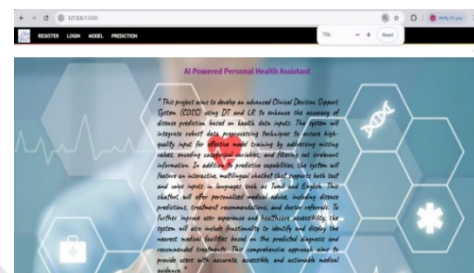 127.0.0.1:5000
Verify it's you
REGISTER LOGIN MODEL PREDICTION
75% - + Reset
AI Powered Personal Health Assistant
" This project aims to develop an advanced Clinical Decision Support
System (CDSS) using DT and LR to enhance the accuracy of
disease prediction based on health data inputs. The system will
integrate robust data preprocessing techniques to ensure high-
quality input for effective model training by addressing missing
values, encoding categorical variables, and filtering out irrelevant
information. In addition to predictive capabilities, the system will
feature an interactive, multilingual chatbot that supports both text
and voice inputs in languages such as Tamil and English. This
chatbot will offer personalized medical advice, including disease
predictions, treatment recommendations, and doctor referrals. To
further improve user experience and healthcare accessibility, the
system will also include functionality to identify and display the
nearest medical facilities based on the predicted diagnosis and
recommended treatments. This comprehensive approach aims to
provide users with accurate, accessible, and actionable medical
guidance. "